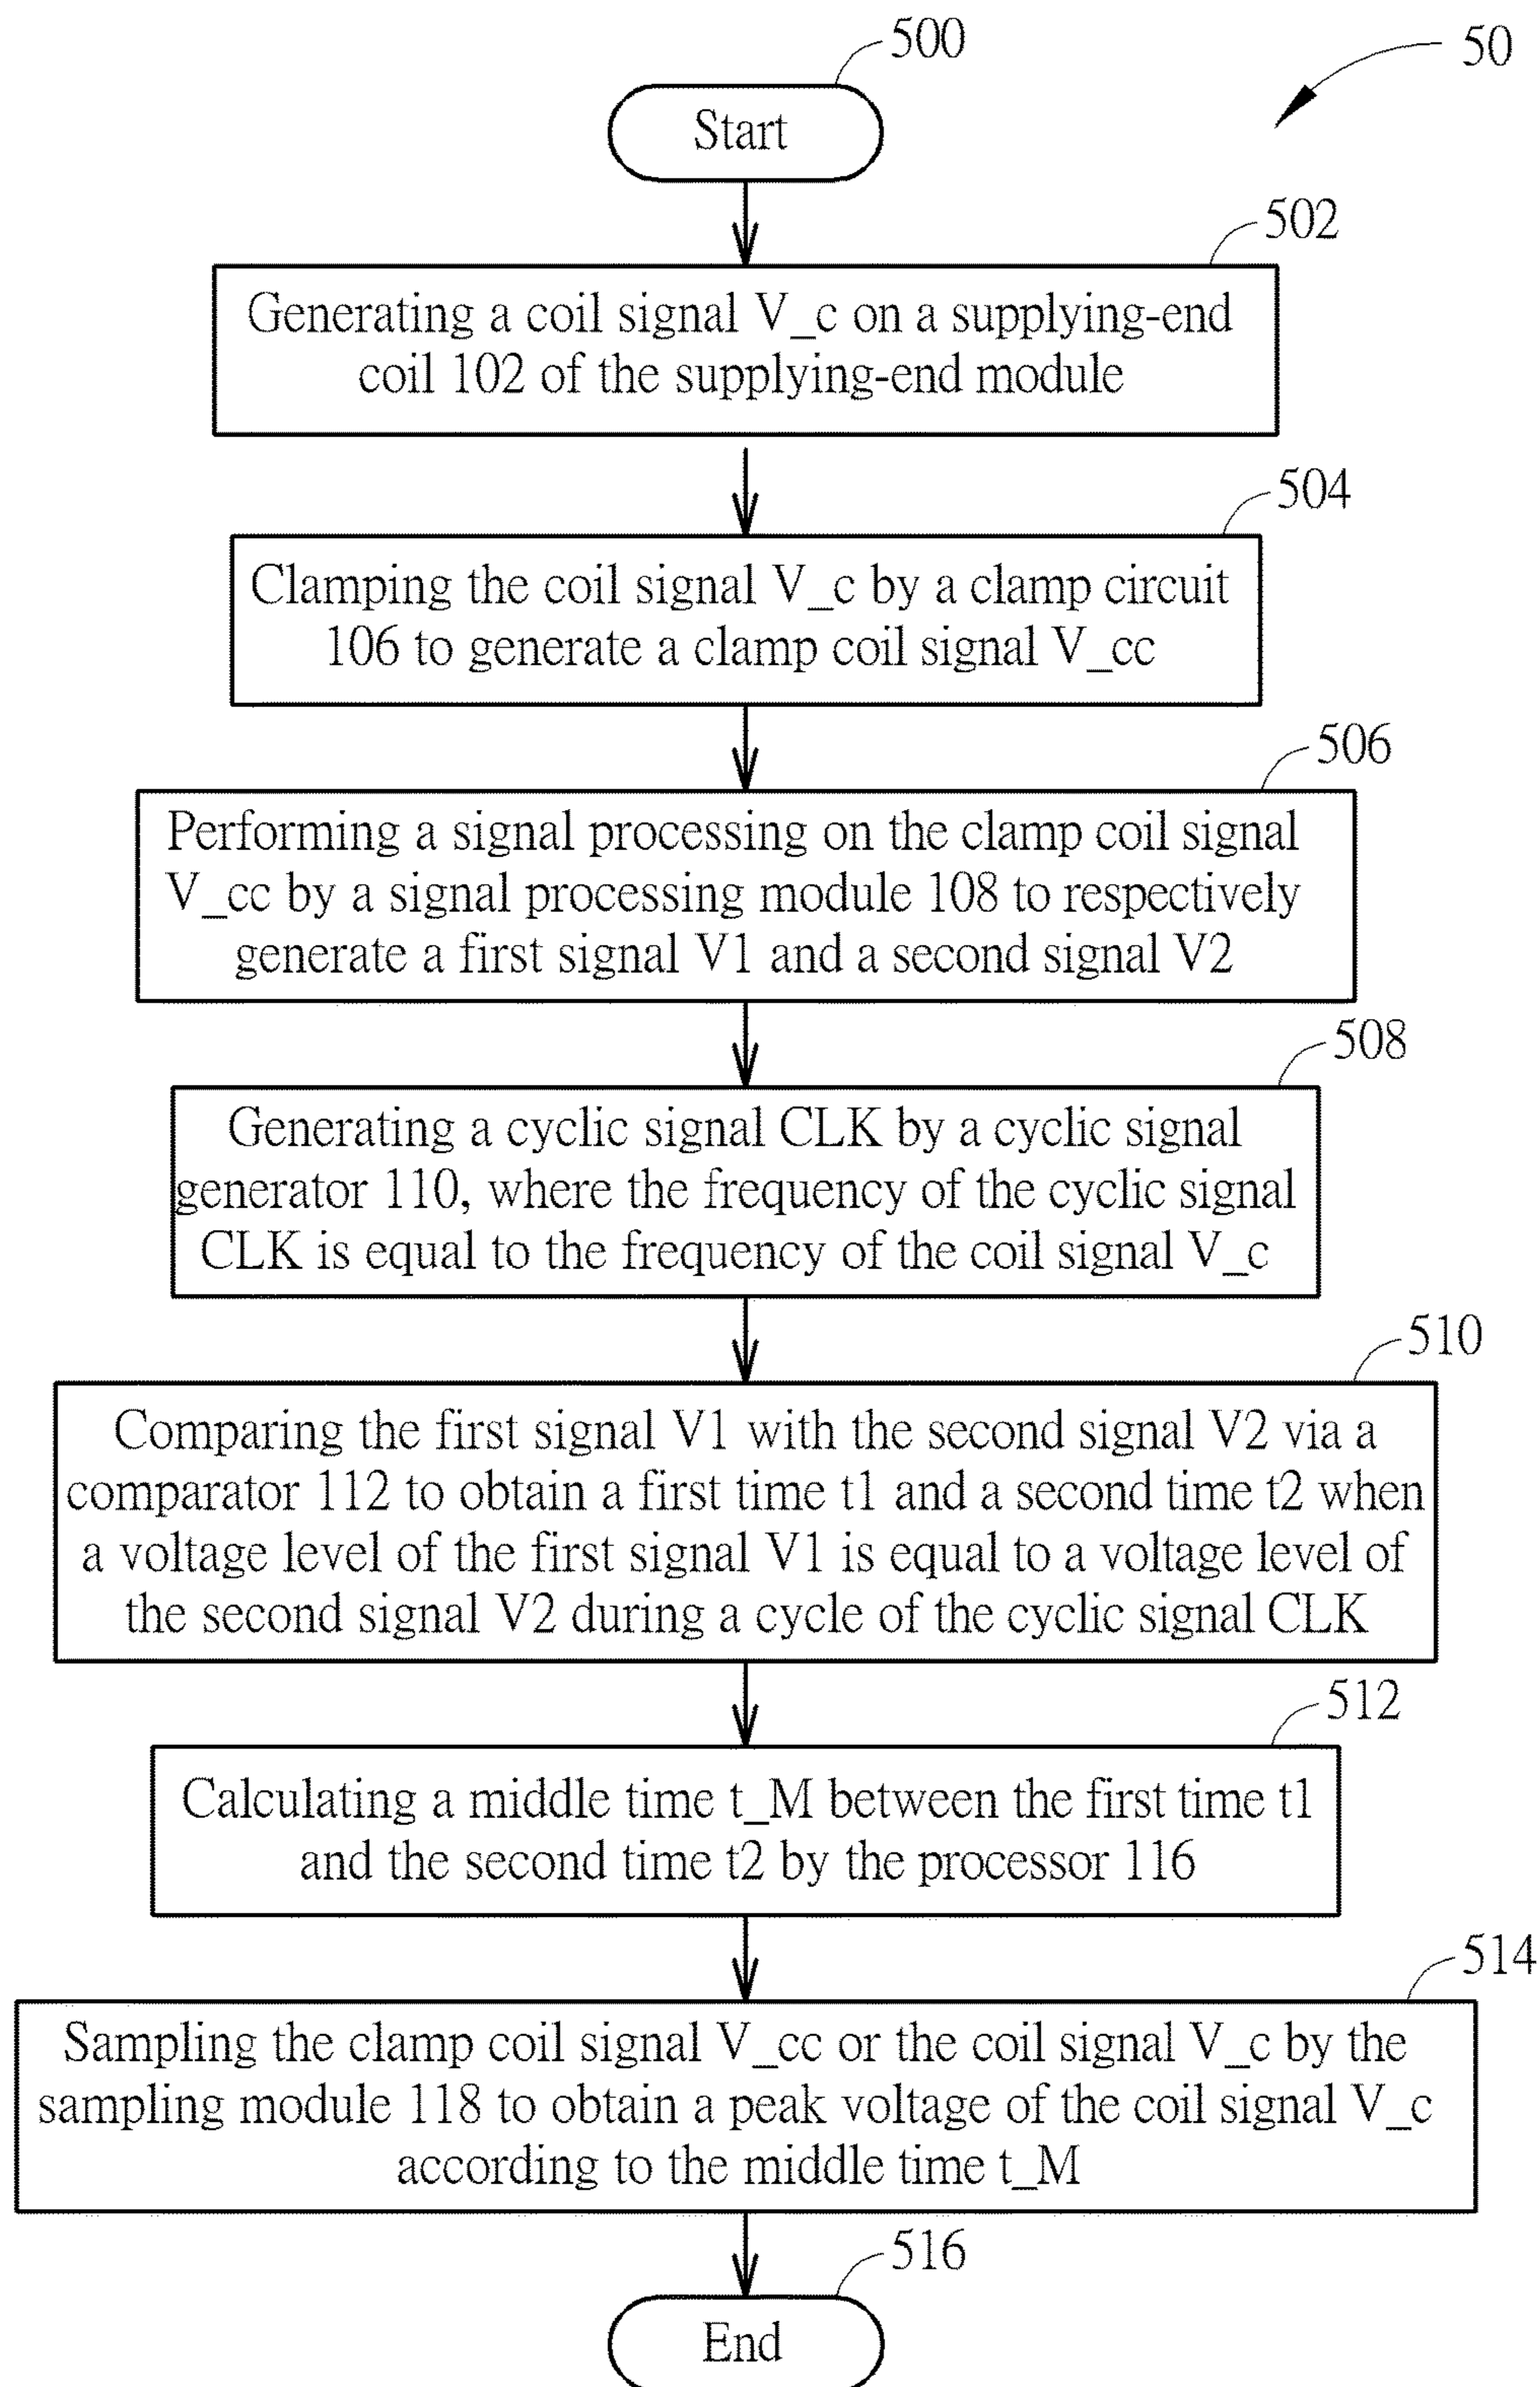 500
50
Start
502
Generating a coil signal V_c on a supplying-end
coil 102 of the supplying-end module
504
Clamping the coil signal V_c by a clamp circuit
106 to generate a clamp coil signal V_cc
506
Performing a signal processing on the clamp coil signal
V_cc by a signal processing module 108 to respectively
generate a first signal V1 and a second signal V2
508
Generating a cyclic signal CLK by a cyclic signal
generator 110, where the frequency of the cyclic signal
CLK is equal to the frequency of the coil signal V_c
510
Comparing the first signal V1 with the second signal V2 via a
comparator 112 to obtain a first time t1 and a second time t2 when
a voltage level of the first signal V1 is equal to a voltage level of
the second signal V2 during a cycle of the cyclic signal CLK
512
Calculating a middle time t_M between the first time t1
and the second time t2 by the processor 116
514
Sampling the clamp coil signal V_cc or the coil signal V_c by the
sampling module 118 to obtain a peak voltage of the coil signal V_c
according to the middle time t_M
516
End